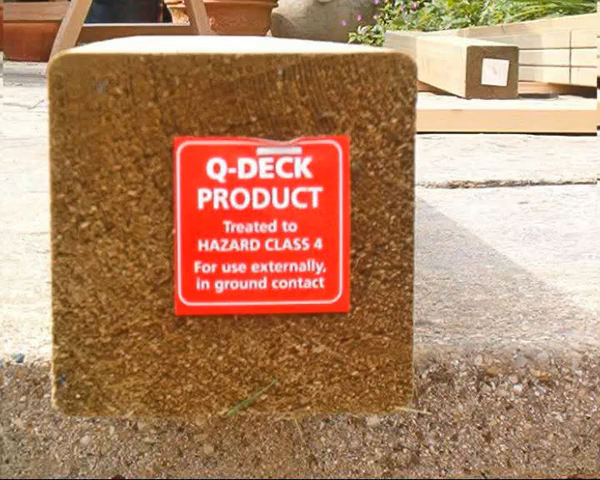 Q-DECK
PRODUCT
Treated to
HAZARD CLASS 4
For use externally,
in ground contact